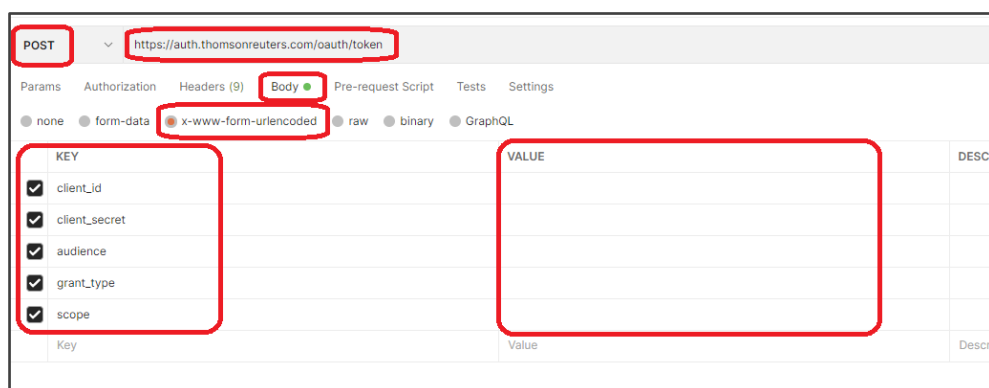 POST https://auth.thomsonreuters.com/oauth/token
Params Authorization Headers (9) Body Pre-request Script Tests Settings
none form-data x-www-form-urlencoded raw binary GraphQL
KEY VALUE DESC
client_id
client_secret
audience
grant_type
scope
Key Value Descr